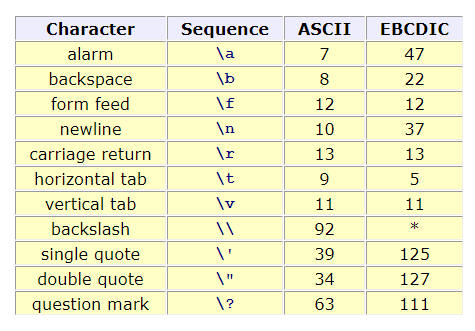 Character Sequence ASCII EBCDIC
alarm \a 7 47
backspace \b 8 22
form feed \f 12 12
newline \n 10 37
carriage return \r 13 13
horizontal tab \t 9 5
vertical tab \v 11 11
backslash \\ 92 *
single quote \' 39 125
double quote \" 34 127
question mark \? 63 111